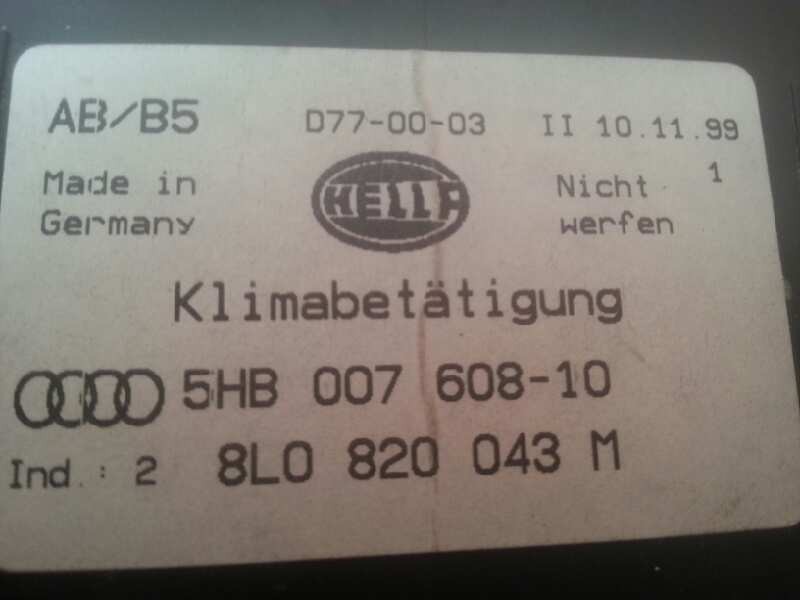 AB/B5 D77-00-03 II 10.11.99
Made in Germany
HELLA
Nicht werfen 1
Klimabetätigung
5HB 007 608-10
Ind.: 2 8L0 820 043 M